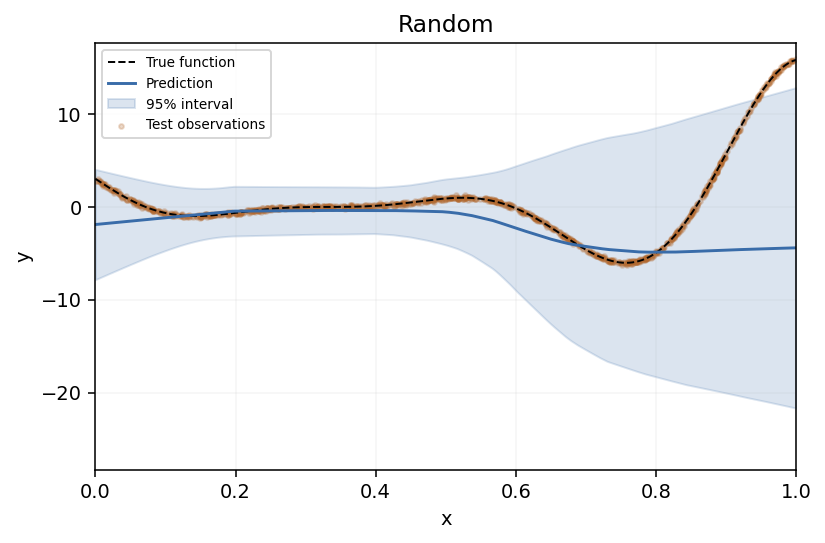 Random
True function
Prediction
95% interval
Test observations
10
0
−10
−20
y
0.0 0.2 0.4 0.6 0.8 1.0
x